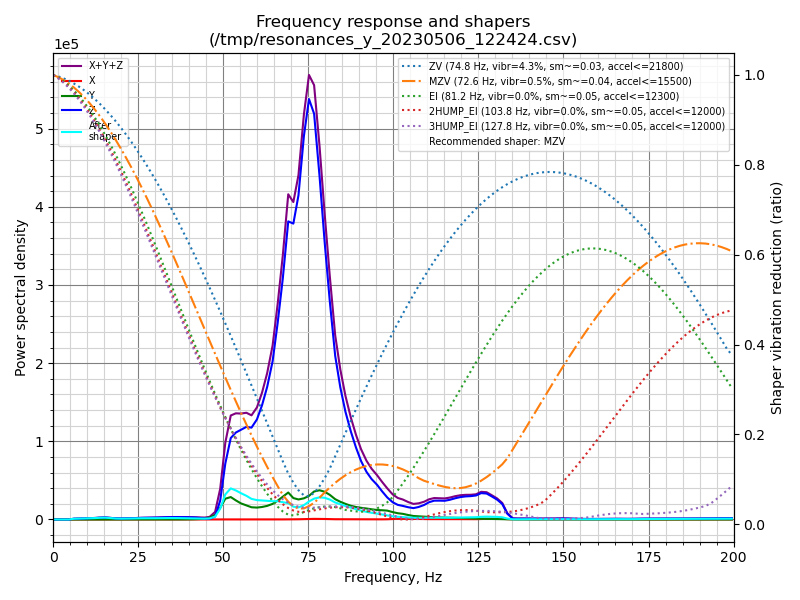 Frequency response and shapers
(/tmp/resonances_y_20230506_122424.csv)
1e5
X+Y+Z
X
Y
After
shaper
ZV (74.8 Hz, vibr=4.3%, sm~=0.03, accel<=21800)
MZV (72.6 Hz, vibr=0.5%, sm~=0.04, accel<=15500)
EI (81.2 Hz, vibr=0.0%, sm~=0.05, accel<=12300)
2HUMP_EI (103.8 Hz, vibr=0.0%, sm~=0.05, accel<=12000)
3HUMP_EI (127.8 Hz, vibr=0.0%, sm~=0.05, accel<=12000)
Recommended shaper: MZV
5
4
3
2
1
0
Power spectral density
1.0
0.8
0.6
0.4
0.2
0.0
Shaper vibration reduction (ratio)
0 25 50 75 100 125 150 175 200
Frequency, Hz